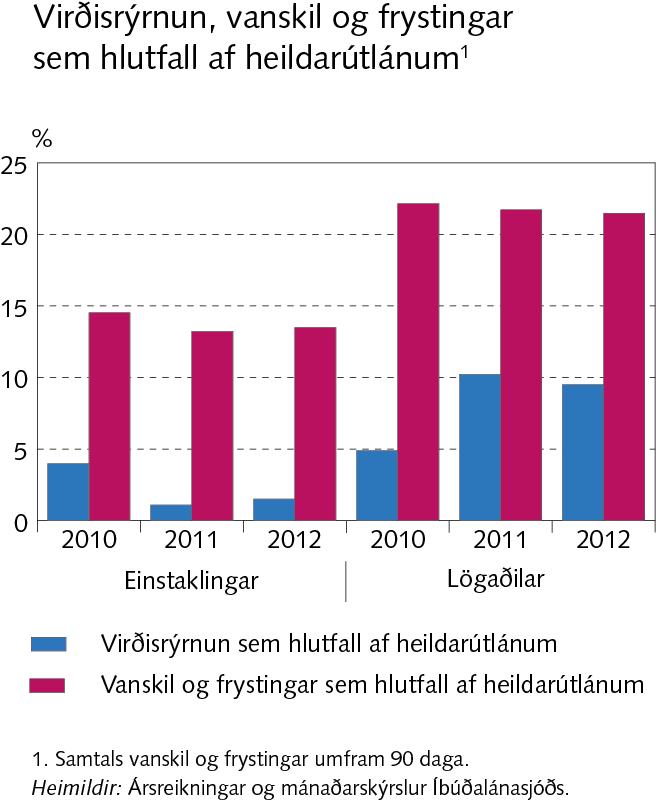 Virðisrýrnun, vanskil og frystingar
sem hlutfall af heildarútlánum1
%
25
20
15
10
5
0
2010 2011 2012 2010 2011 2012
Einstaklingar Lögaðilar
Virðisrýrnun sem hlutfall af heildarútlánum
Vanskil og frystingar sem hlutfall af heildarútlánum
1. Samtals vanskil og frystingar umfram 90 daga.
Heimildir: Ársreikningar og mánaðarskýrslur Íbúðalánasjóðs.